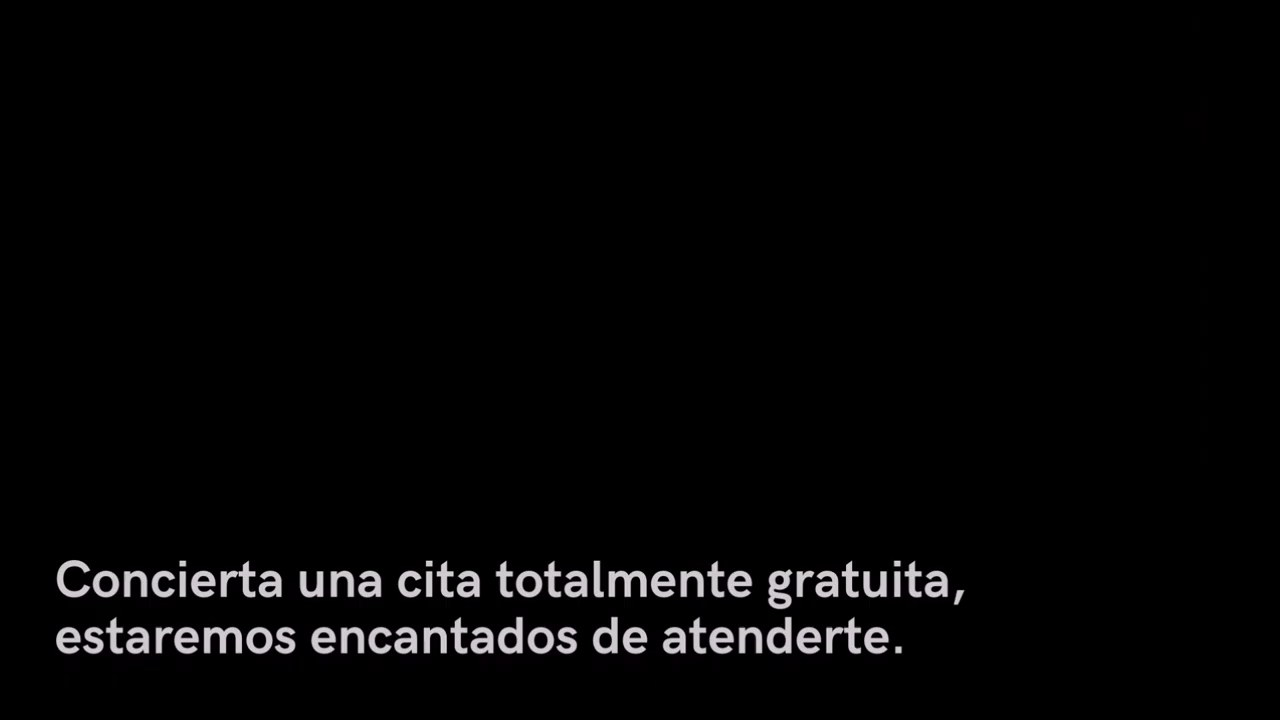 Concierta una cita totalmente gratuita,
estaremos encantados de atenderte.